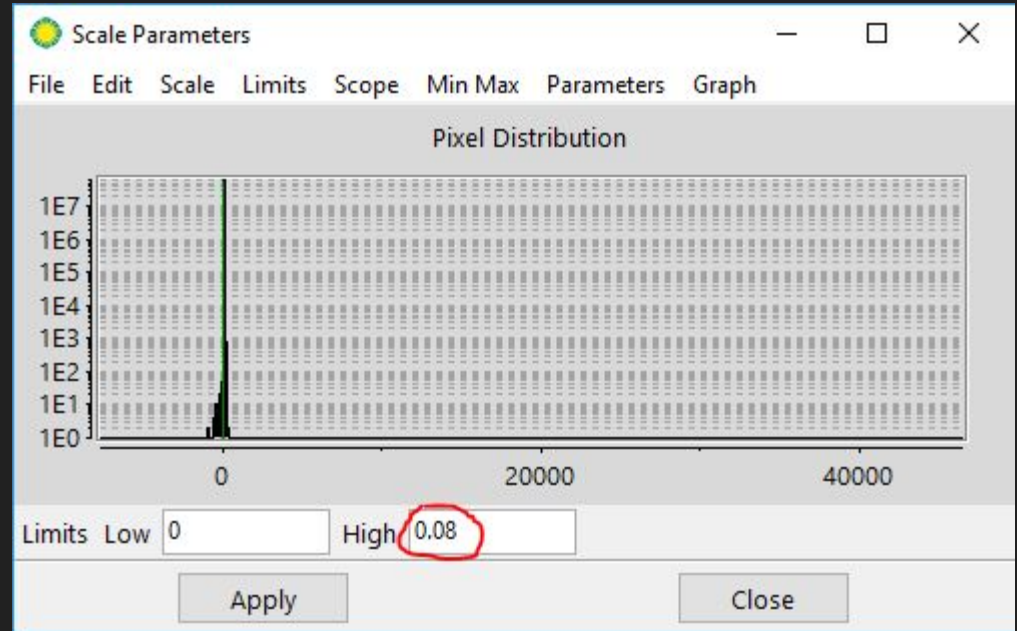 Scale Parameters
File Edit Scale Limits Scope Min Max Parameters Graph
Pixel Distribution
1E7
1E6
1E5
1E4
1E3
1E2
1E1
1E0
0 20000 40000
Limits Low 0 High 0.08
Apply Close